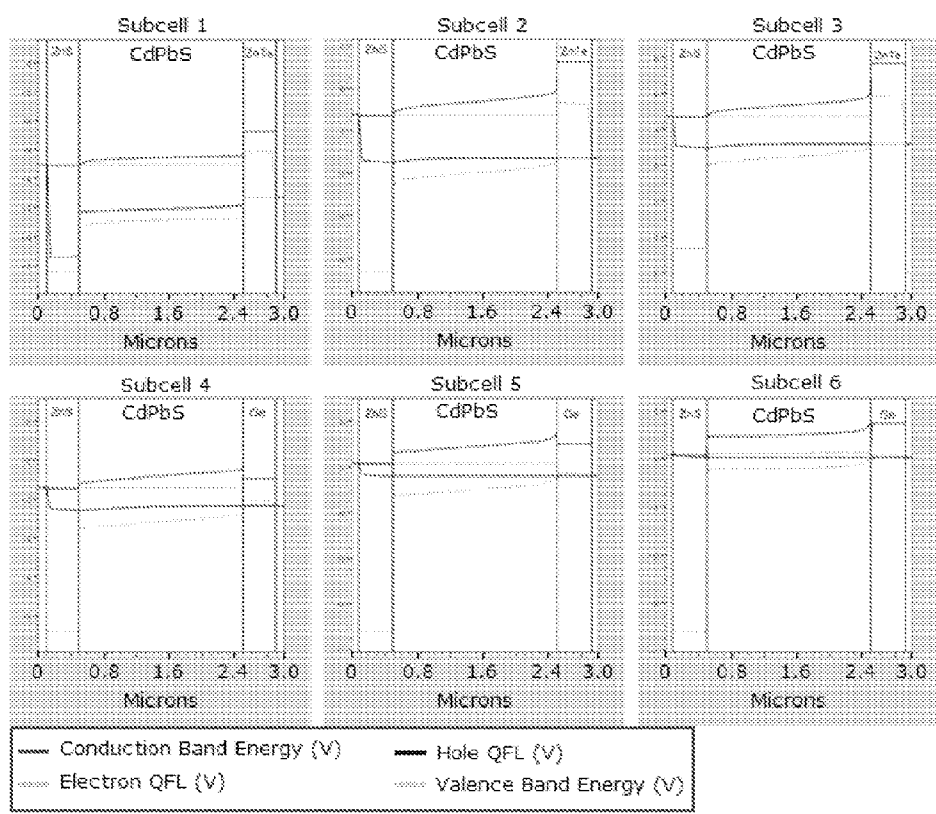 Subcell 1
ZnS CdPbS ZnTe
0 0.8 1.6 2.4 3.0
Microns
Subcell 2
ZnS CdPbS ZnTe
0 0.8 1.6 2.4 3.0
Microns
Subcell 3
ZnS CdPbS ZnTe
0 0.8 1.6 2.4 3.0
Microns
Subcell 4
ZnS CdPbS Ge
0 0.8 1.6 2.4 3.0
Microns
Subcell 5
ZnS CdPbS Ge
0 0.8 1.6 2.4 3.0
Microns
Subcell 6
ZnS CdPbS Ge
0 0.8 1.6 2.4 3.0
Microns
Conduction Band Energy (V)
Hole QFL (V)
Electron QFL (V)
Valence Band Energy (V)